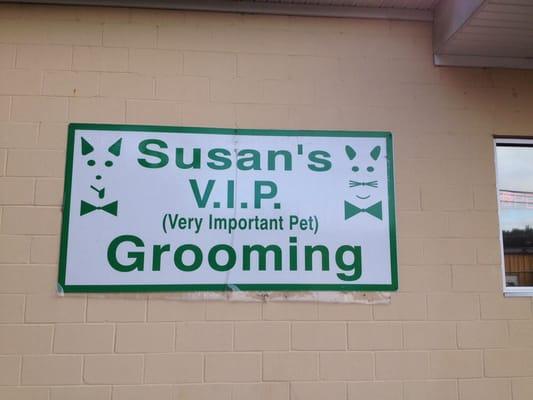 Susan's
V.I.P.
(Very Important Pet)
Grooming